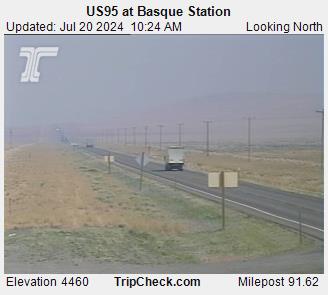 US95 at Basque Station
Updated: Jul 20 2024 10:24 AM Looking North
Elevation 4460 TripCheck.com Milepost 91.62